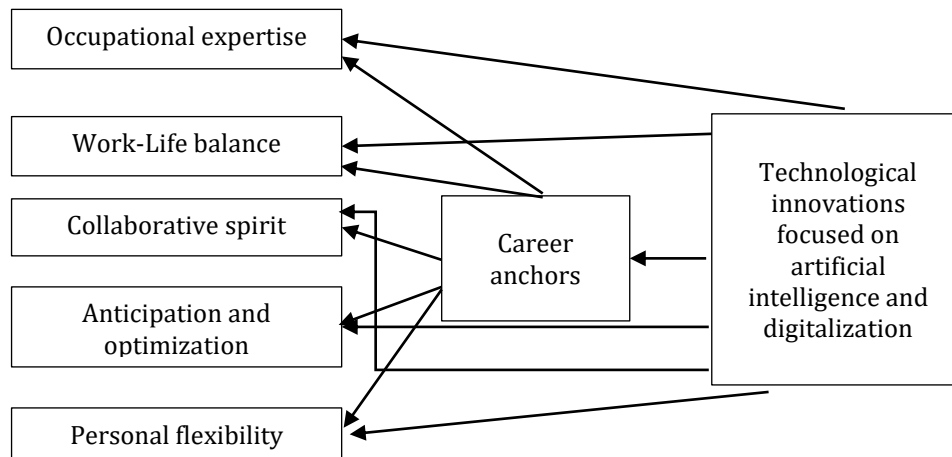 Occupational expertise
Work-Life balance
Collaborative spirit
Anticipation and
optimization
Personal flexibility
Career
anchors
Technological
innovations
focused on
artificial
intelligence and
digitalization